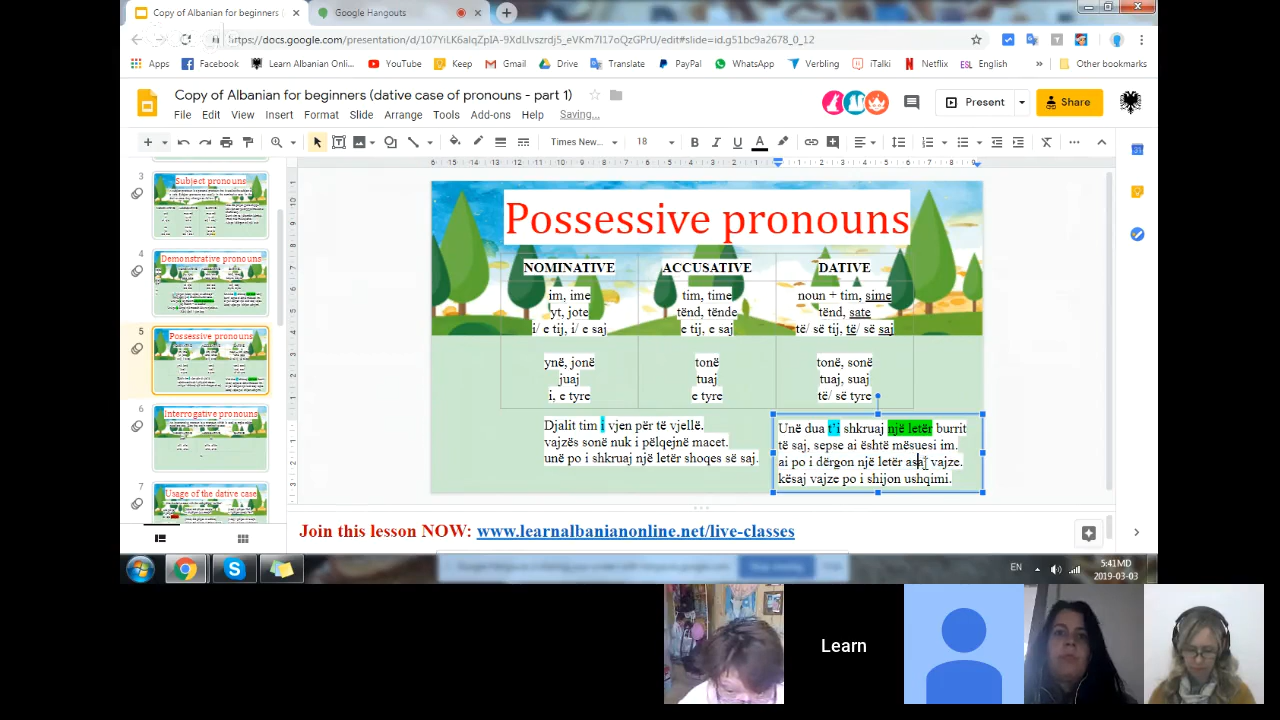 Copy of Albanian for beginners (
Google Hangouts
https://docs.google.com/presentation/d/107YiLK6alqZpIA-9XdLIvszrdj5_eVKm7I17oQzGPrU/edit#slide=id.g51bc9a2678_0_12
Apps Facebook Learn Albanian Onli... YouTube Keep Gmail Drive Translate PayPal WhatsApp Verbling iTalki Netflix ESL English » Other bookmarks
Copy of Albanian for beginners (dative case of pronouns - part 1)
File Edit View Insert Format Slide Arrange Tools Add-ons Help Saving...
Present Share
Times New... 18
3 Subject pronouns
4 Demonstrative pronouns
5 Possessive pronouns
6 Interrogative pronouns
7 Usage of the dative case
Possessive pronouns
NOMINATIVE ACCUSATIVE DATIVE
im, ime tim, time noun + tim, sime
yt, jote tënd, tënde tënd, sate
i/ e tij, i/ e saj e tij, e saj të/ së tij, të/ së saj
ynë, jonë tonë tonë, sonë
juaj tuaj tuaj, suaj
i, e tyre e tyre të/ së tyre
Djalit tim i vjen për të vjellë.
vajzës sonë nuk i pëlqejnë macet.
unë po i shkruaj një letër shoqes së saj.
Unë dua t'i shkruaj një letër burrit
të saj, sepse ai është mësuesi im.
ai po i dërgon një letër asaj vajze.
kësaj vajze po i shijon ushqimi.
Join this lesson NOW: www.learnalbanianonline.net/live-classes
EN 5:41MD
2019-03-03
Learn